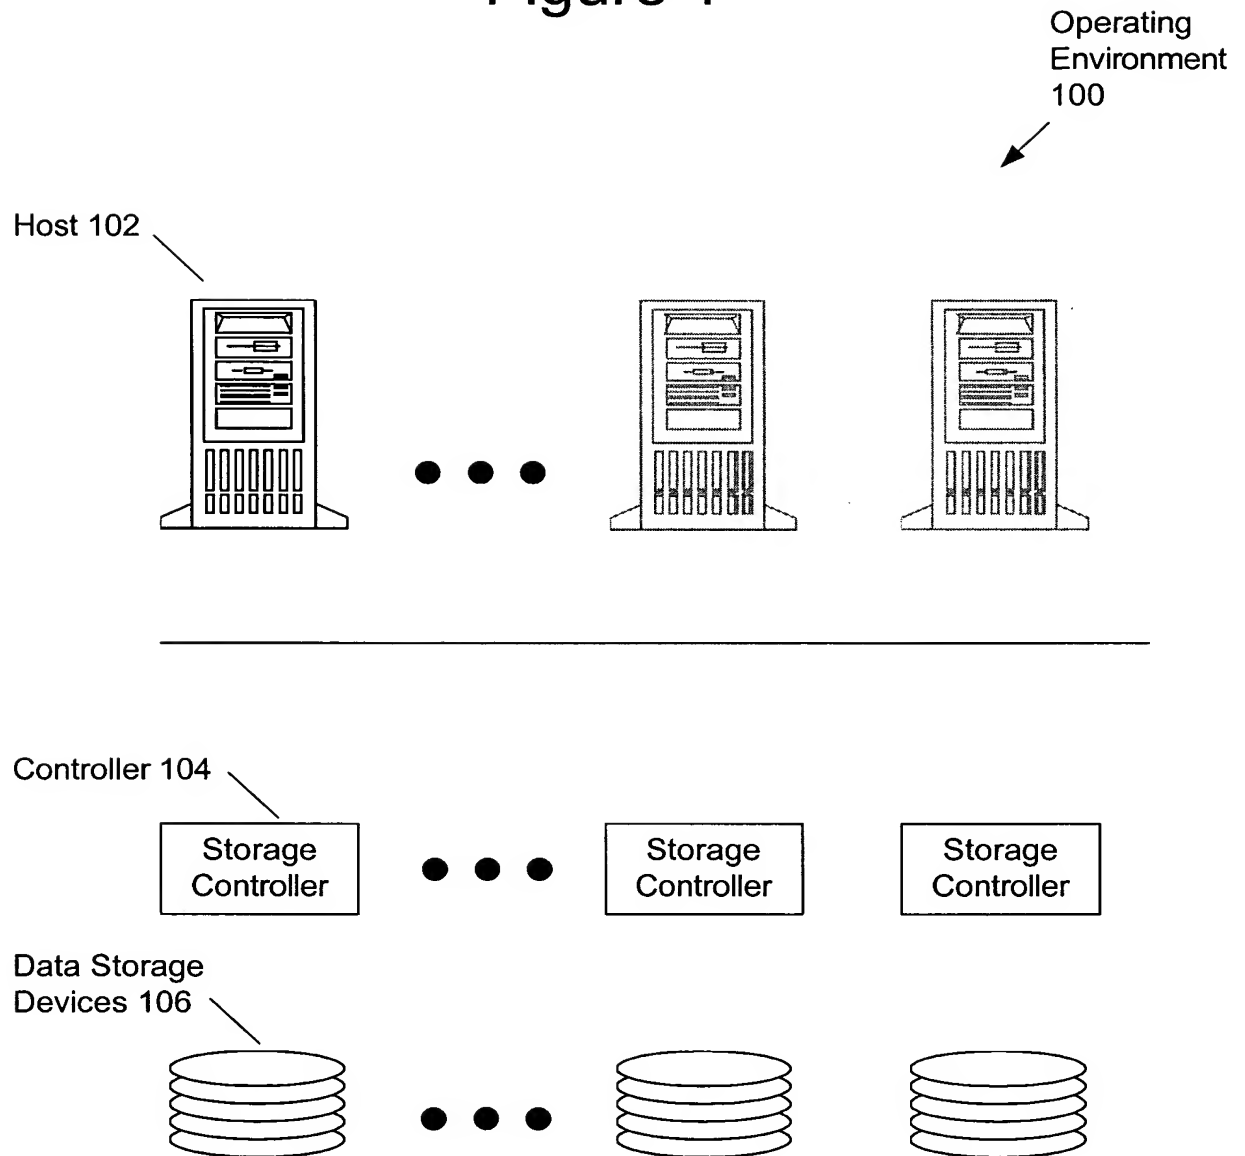 Operating
Environment
100
Host 102
Controller 104
Storage
Controller
Storage
Controller
Storage
Controller
Data Storage
Devices 106